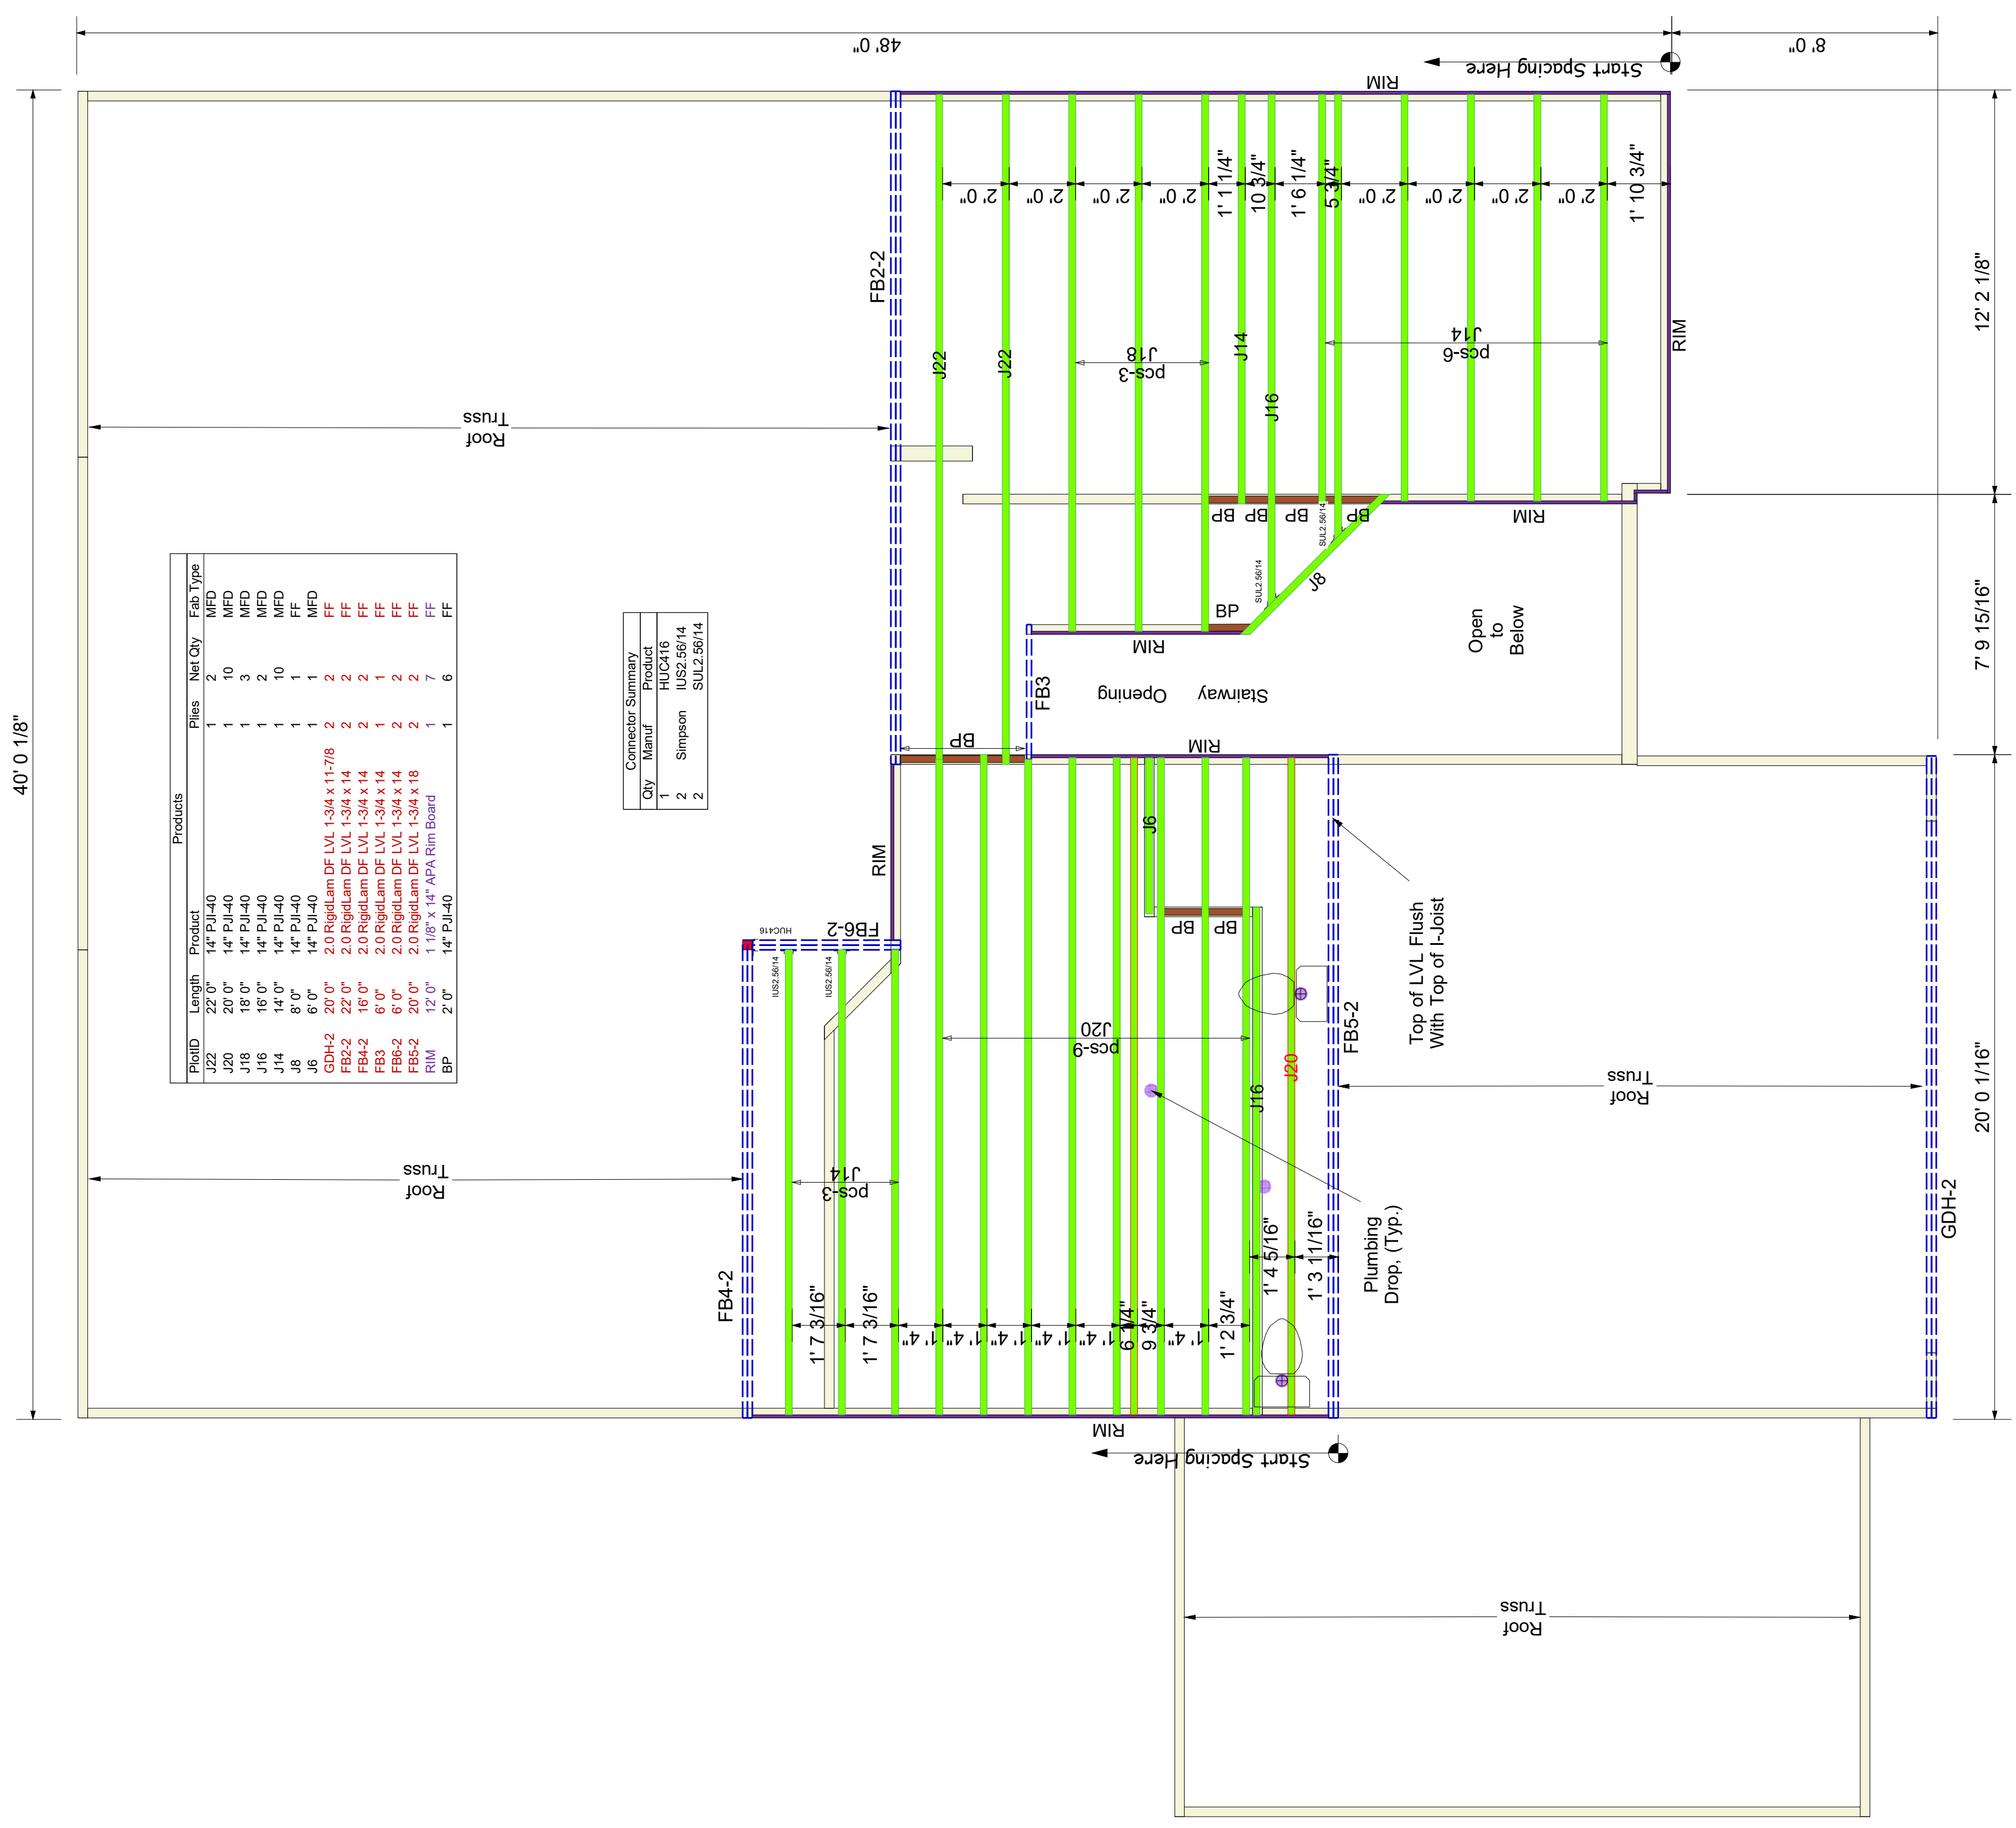 48' 0"
8' 0"
Start Spacing Here
40' 0 1/8"
12' 2 1/8"
7' 9 15/16"
20' 0 1/16"
Products
PlotID Length Product Plies Net Qty Fab Type
J22 22' 0" 14" PJI-40 1 2 MFD
J20 20' 0" 14" PJI-40 1 10 MFD
J18 18' 0" 14" PJI-40 1 3 MFD
J16 16' 0" 14" PJI-40 1 2 MFD
J14 14' 0" 14" PJI-40 1 10 MFD
J8 8' 0" 14" PJI-40 1 1 FF
J6 6' 0" 14" PJI-40 1 1 MFD
GDH-2 20' 0" 2.0 RigidLam DF LVL 1-3/4 x 11-7/8 2 2 FF
FB2-2 22' 0" 2.0 RigidLam DF LVL 1-3/4 x 14 2 2 FF
FB4-2 16' 0" 2.0 RigidLam DF LVL 1-3/4 x 14 2 2 FF
FB3 6' 0" 2.0 RigidLam DF LVL 1-3/4 x 14 1 1 FF
FB6-2 6' 0" 2.0 RigidLam DF LVL 1-3/4 x 14 2 2 FF
FB5-2 20' 0" 2.0 RigidLam DF LVL 1-3/4 x 18 2 2 FF
RIM 12' 0" 1 1/8" x 14" APA Rim Board 1 7 FF
BP 2' 0" 14" PJI-40 1 6 FF
Connector Summary
Qty Manuf Product
1 HUC416
2 Simpson IUS2.56/14
2 SUL2.56/14
Roof
Truss
Roof
Truss
Roof
Truss
Roof
Truss
RIM
RIM
RIM
RIM
RIM
RIM
RIM
FB2-2
FB3
FB4-2
FB6-2
FB5-2
GDH-2
J22
J22
J18
pcs-3
J14
J16
J14
pcs-6
J8
2' 0"
2' 0"
2' 0"
2' 0"
1' 1 1/4"
10 3/4"
1' 6 1/4"
5 3/4"
2' 0"
2' 0"
2' 0"
2' 0"
1' 10 3/4"
BP
BP
BP
BP
BP
BP
SUL2.56/14
SUL2.56/14
Open
to
Below
Stairway Opening
HUC416
IUS2.56/14
IUS2.56/14
J6
BP
BP
J20
pcs-9
J16
J20
J14
pcs-3
Top of LVL Flush
With Top of I-Joist
Plumbing
Drop, (Typ.)
1' 7 3/16"
1' 7 3/16"
1' 4"
1' 4"
1' 4"
1' 4"
1' 4"
6 1/4"
9 3/4"
1' 4"
1' 2 3/4"
1' 4 5/16"
1' 3 11/16"
Start Spacing Here